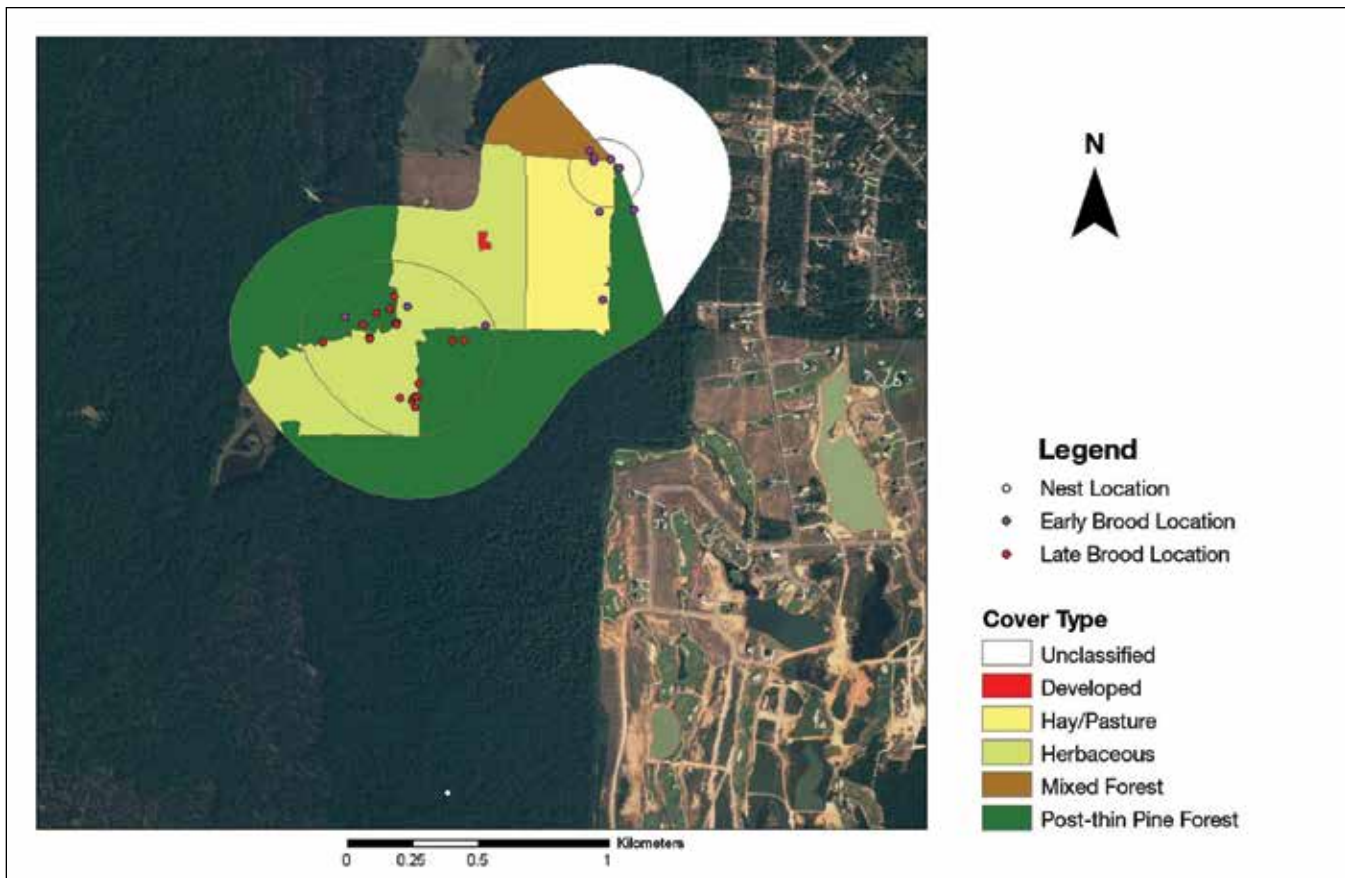 N
Legend
Nest Location
Early Brood Location
Late Brood Location
Cover Type
Unclassified
Developed
Hay/Pasture
Herbaceous
Mixed Forest
Post-thin Pine Forest
Kilometers
0 0.25 0.5 1